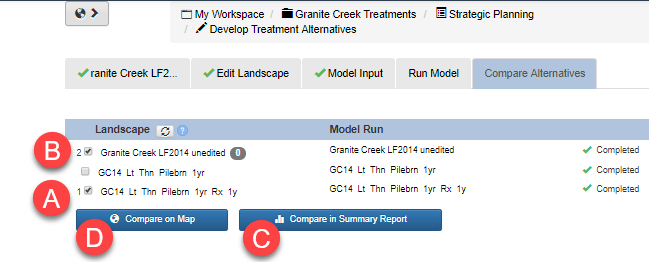 My Workspace / Granite Creek Treatments / Strategic Planning
/ Develop Treatment Alternatives
ranite Creek LF2... Edit Landscape Model Input Run Model Compare Alternatives
Landscape ? Model Run
B 2 Granite Creek LF2014 unedited 0 Granite Creek LF2014 unedited Completed
GC14 Lt Thn Pilebrn 1yr GC14 Lt Thn Pilebrn 1yr Completed
A 1 GC14 Lt Thn Pilebrn 1yr Rx 1y GC14 Lt Thn Pilebrn 1yr Rx 1y Completed
Compare on Map Compare in Summary Report
D C